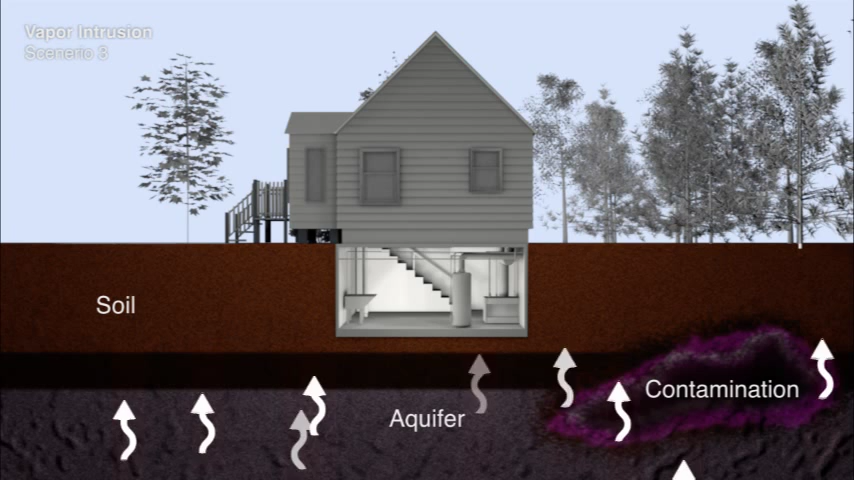 Vapor Intrusion
Scenerio 3
Soil
Contamination
Aquifer